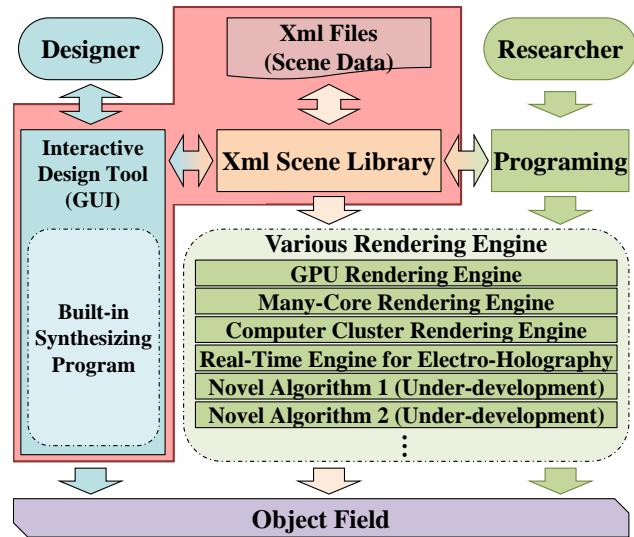 Designer
Xml Files
(Scene Data)
Researcher
Interactive
Design Tool
(GUI)
Xml Scene Library
Programing
Built-in
Synthesizing
Program
Various Rendering Engine
GPU Rendering Engine
Many-Core Rendering Engine
Computer Cluster Rendering Engine
Real-Time Engine for Electro-Holography
Novel Algorithm 1 (Under-development)
Novel Algorithm 2 (Under-development)
⋮
Object Field